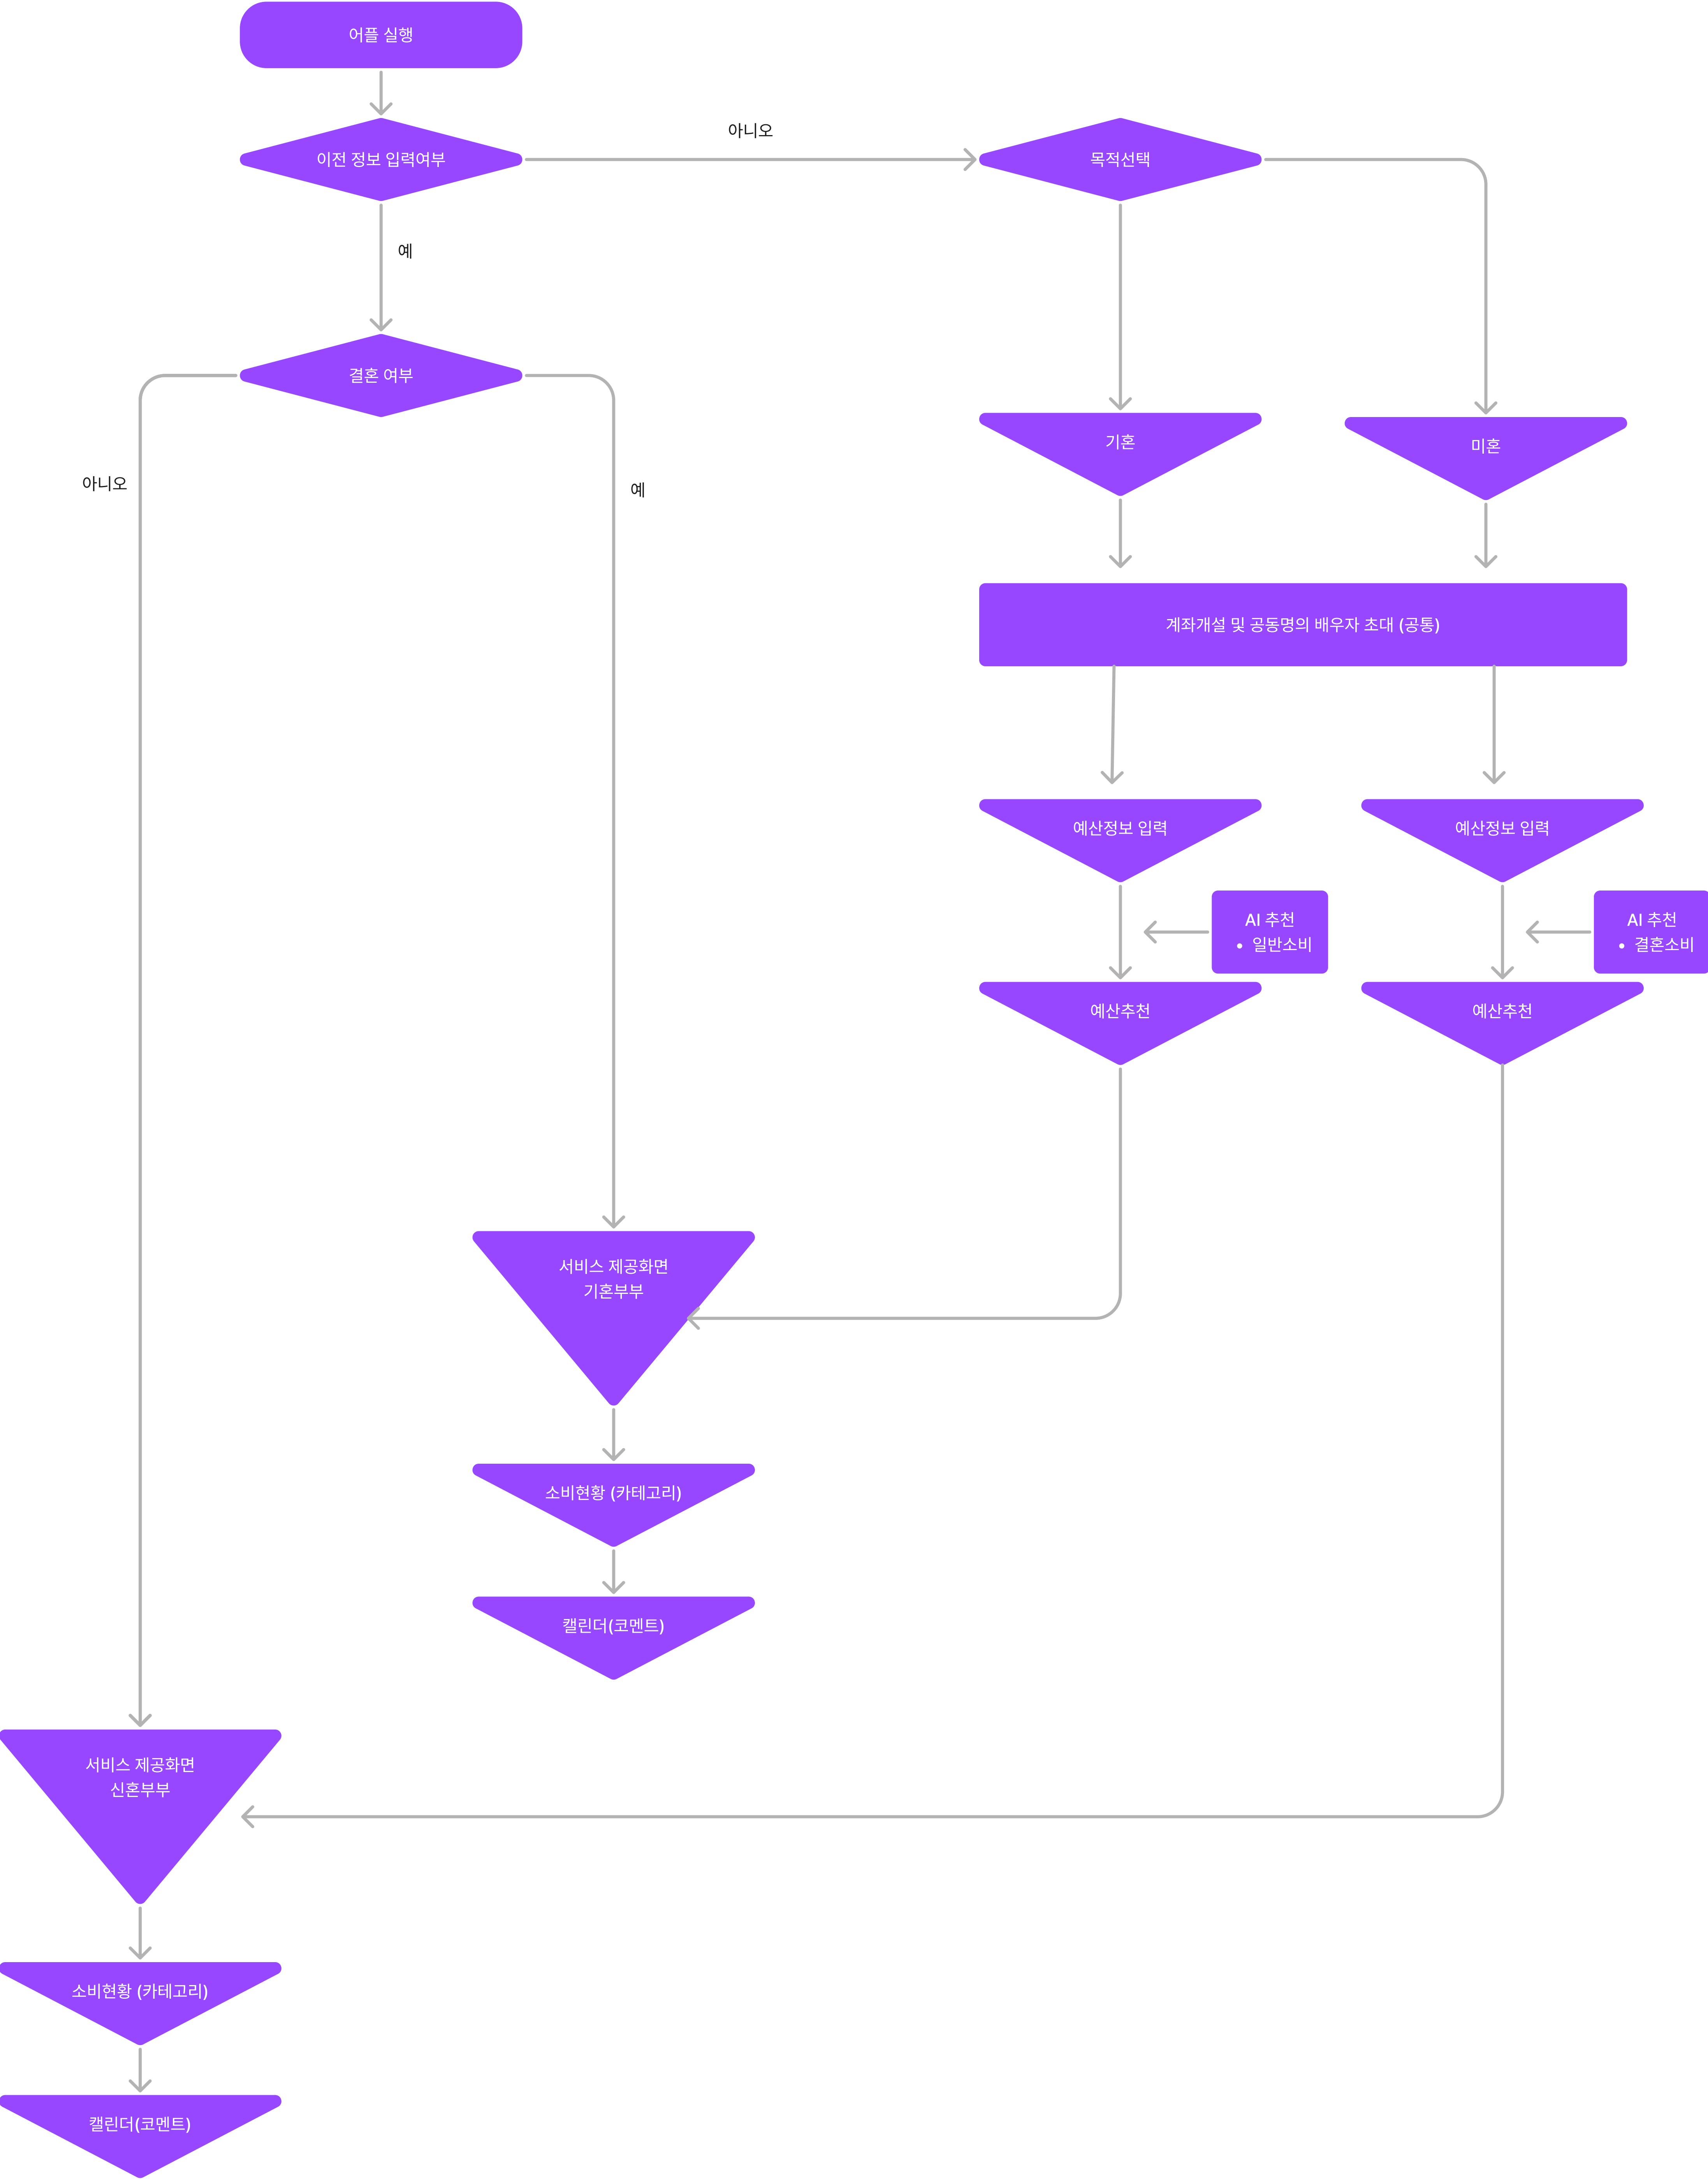 어플 실행
이전 정보 입력여부
아니오
목적선택
예
결혼 여부
아니오
예
기혼
미혼
계좌개설 및 공동명의 배우자 초대 (공통)
예산정보 입력
예산정보 입력
AI 추천
• 일반소비
AI 추천
• 결혼소비
예산추천
예산추천
서비스 제공화면
기혼부부
소비현황 (카테고리)
캘린더(코멘트)
서비스 제공화면
신혼부부
소비현황 (카테고리)
캘린더(코멘트)